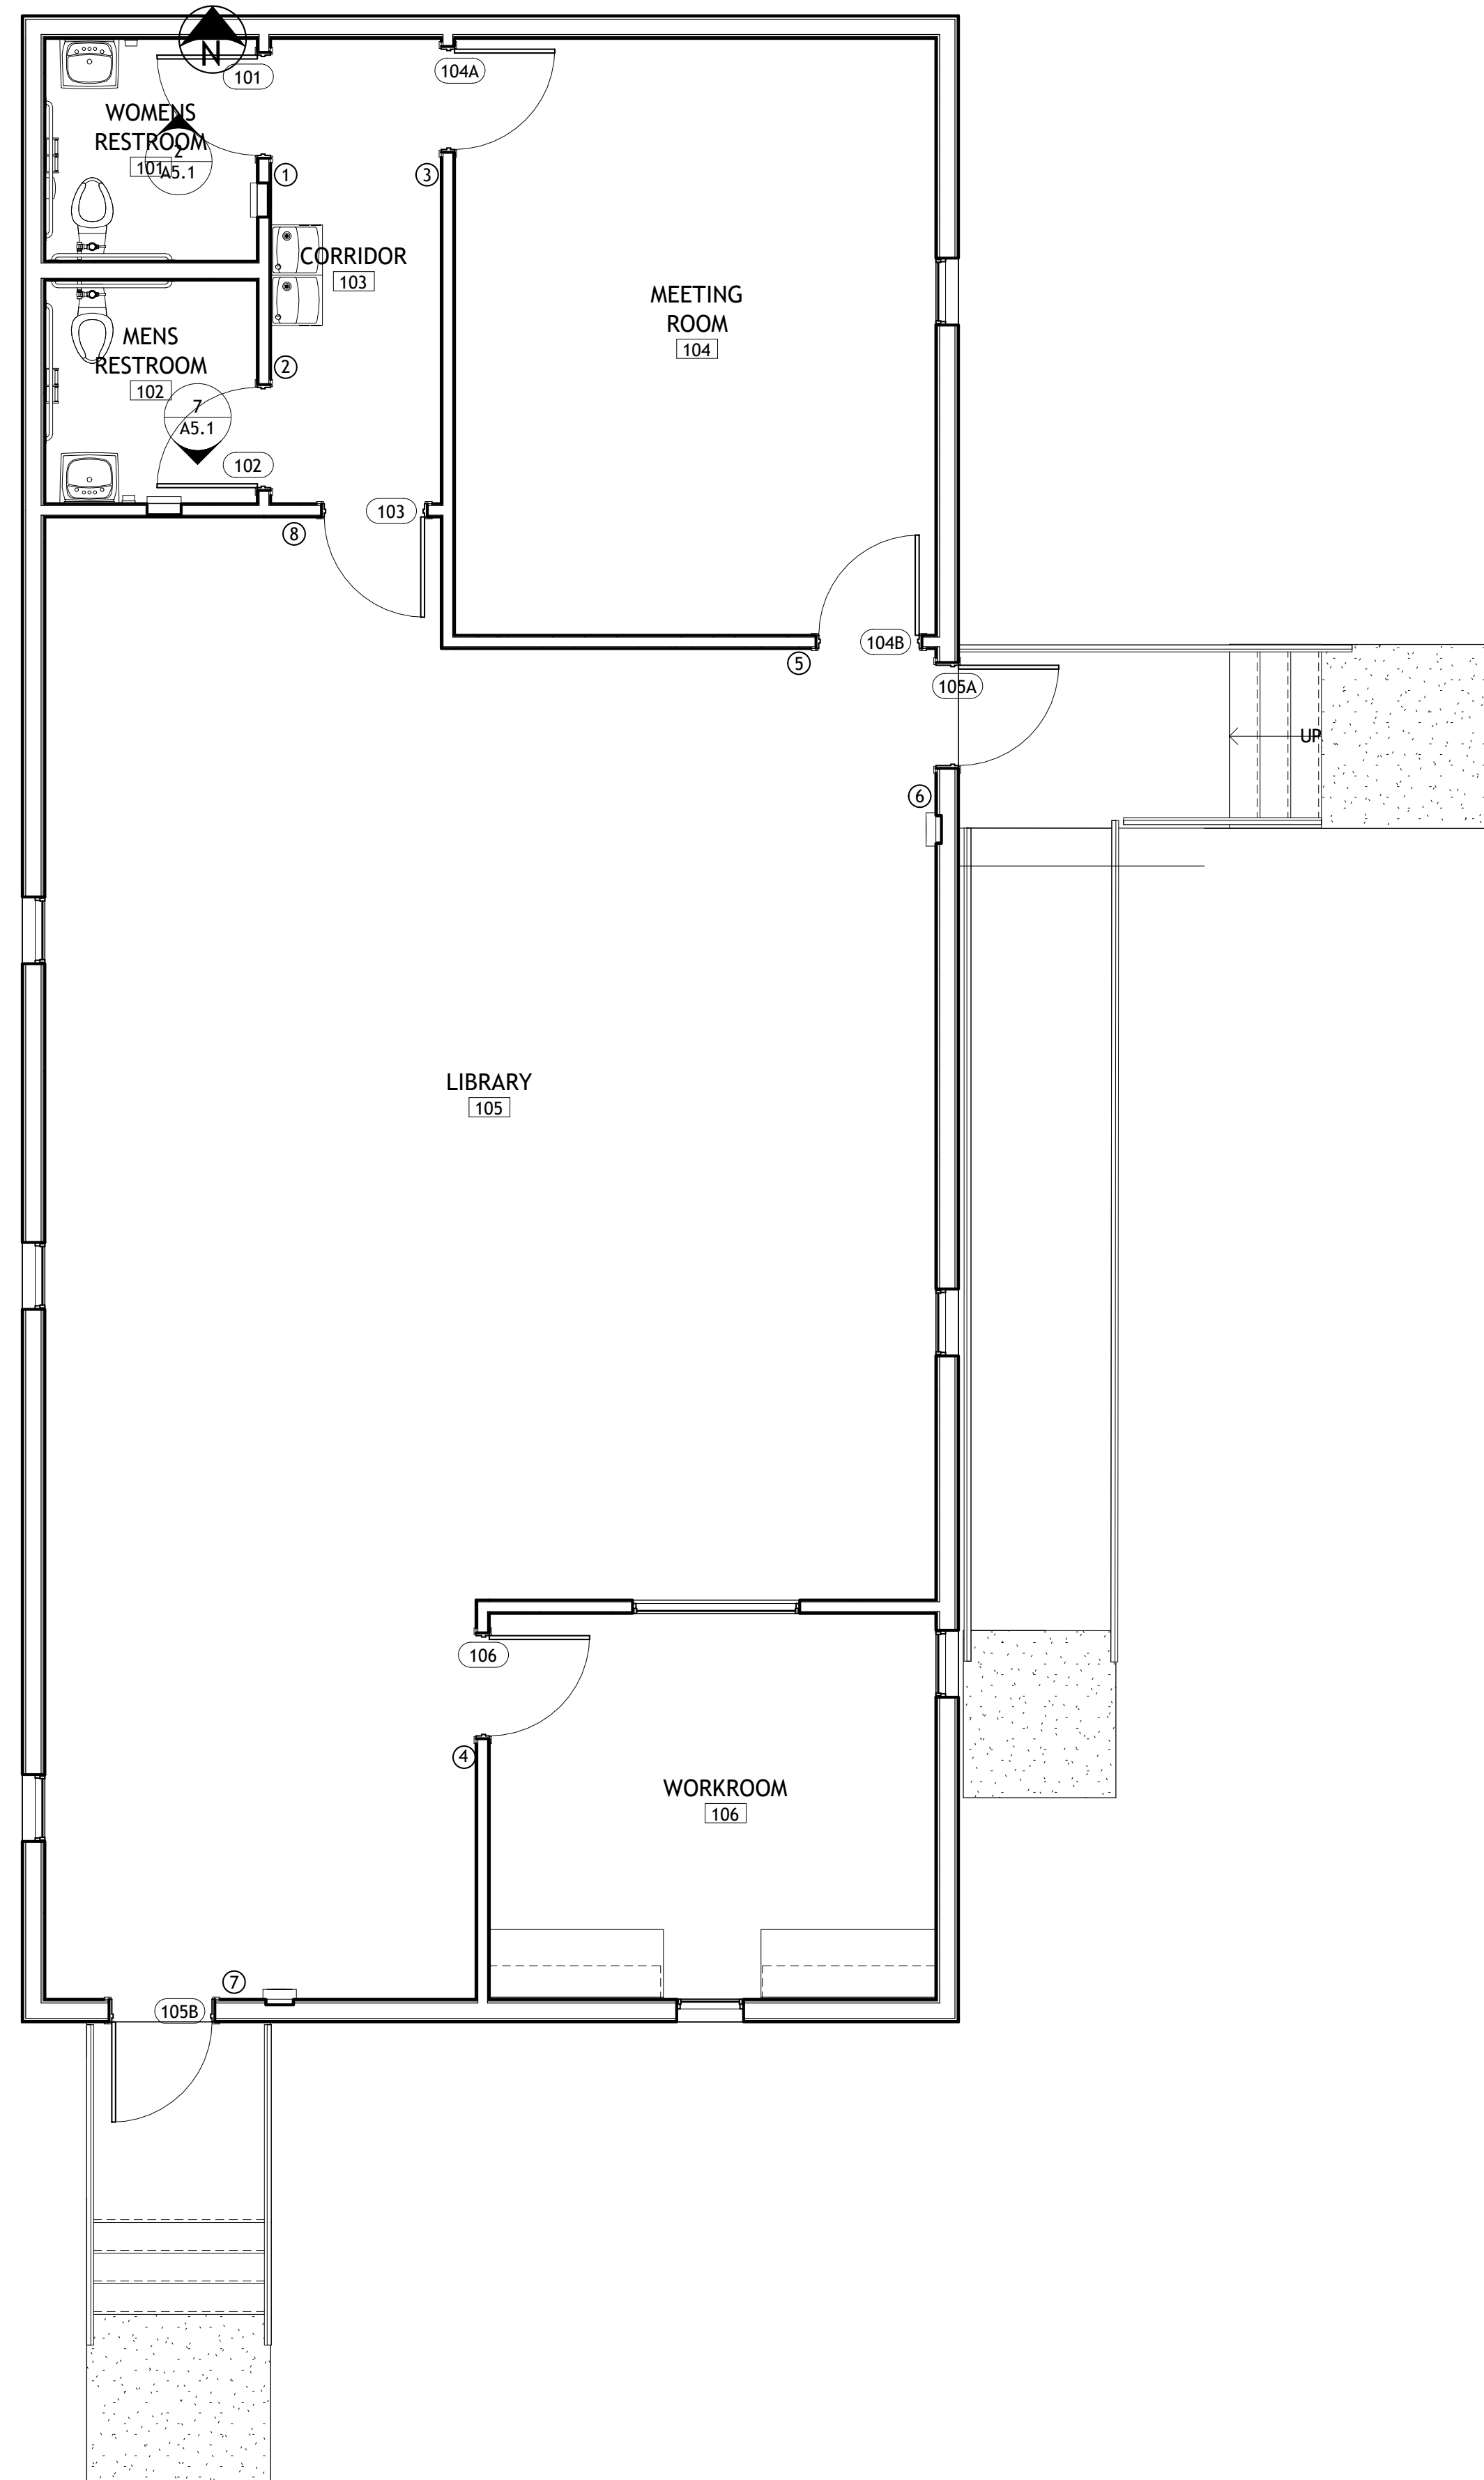 N
101
104A
WOMENS
RESTROOM
101
2
A5.1
1
3
CORRIDOR
103
MEETING
ROOM
104
MENS
RESTROOM
102
2
7
A5.1
102
103
8
104B
5
105A
UP
6
LIBRARY
105
106
4
WORKROOM
106
7
105B